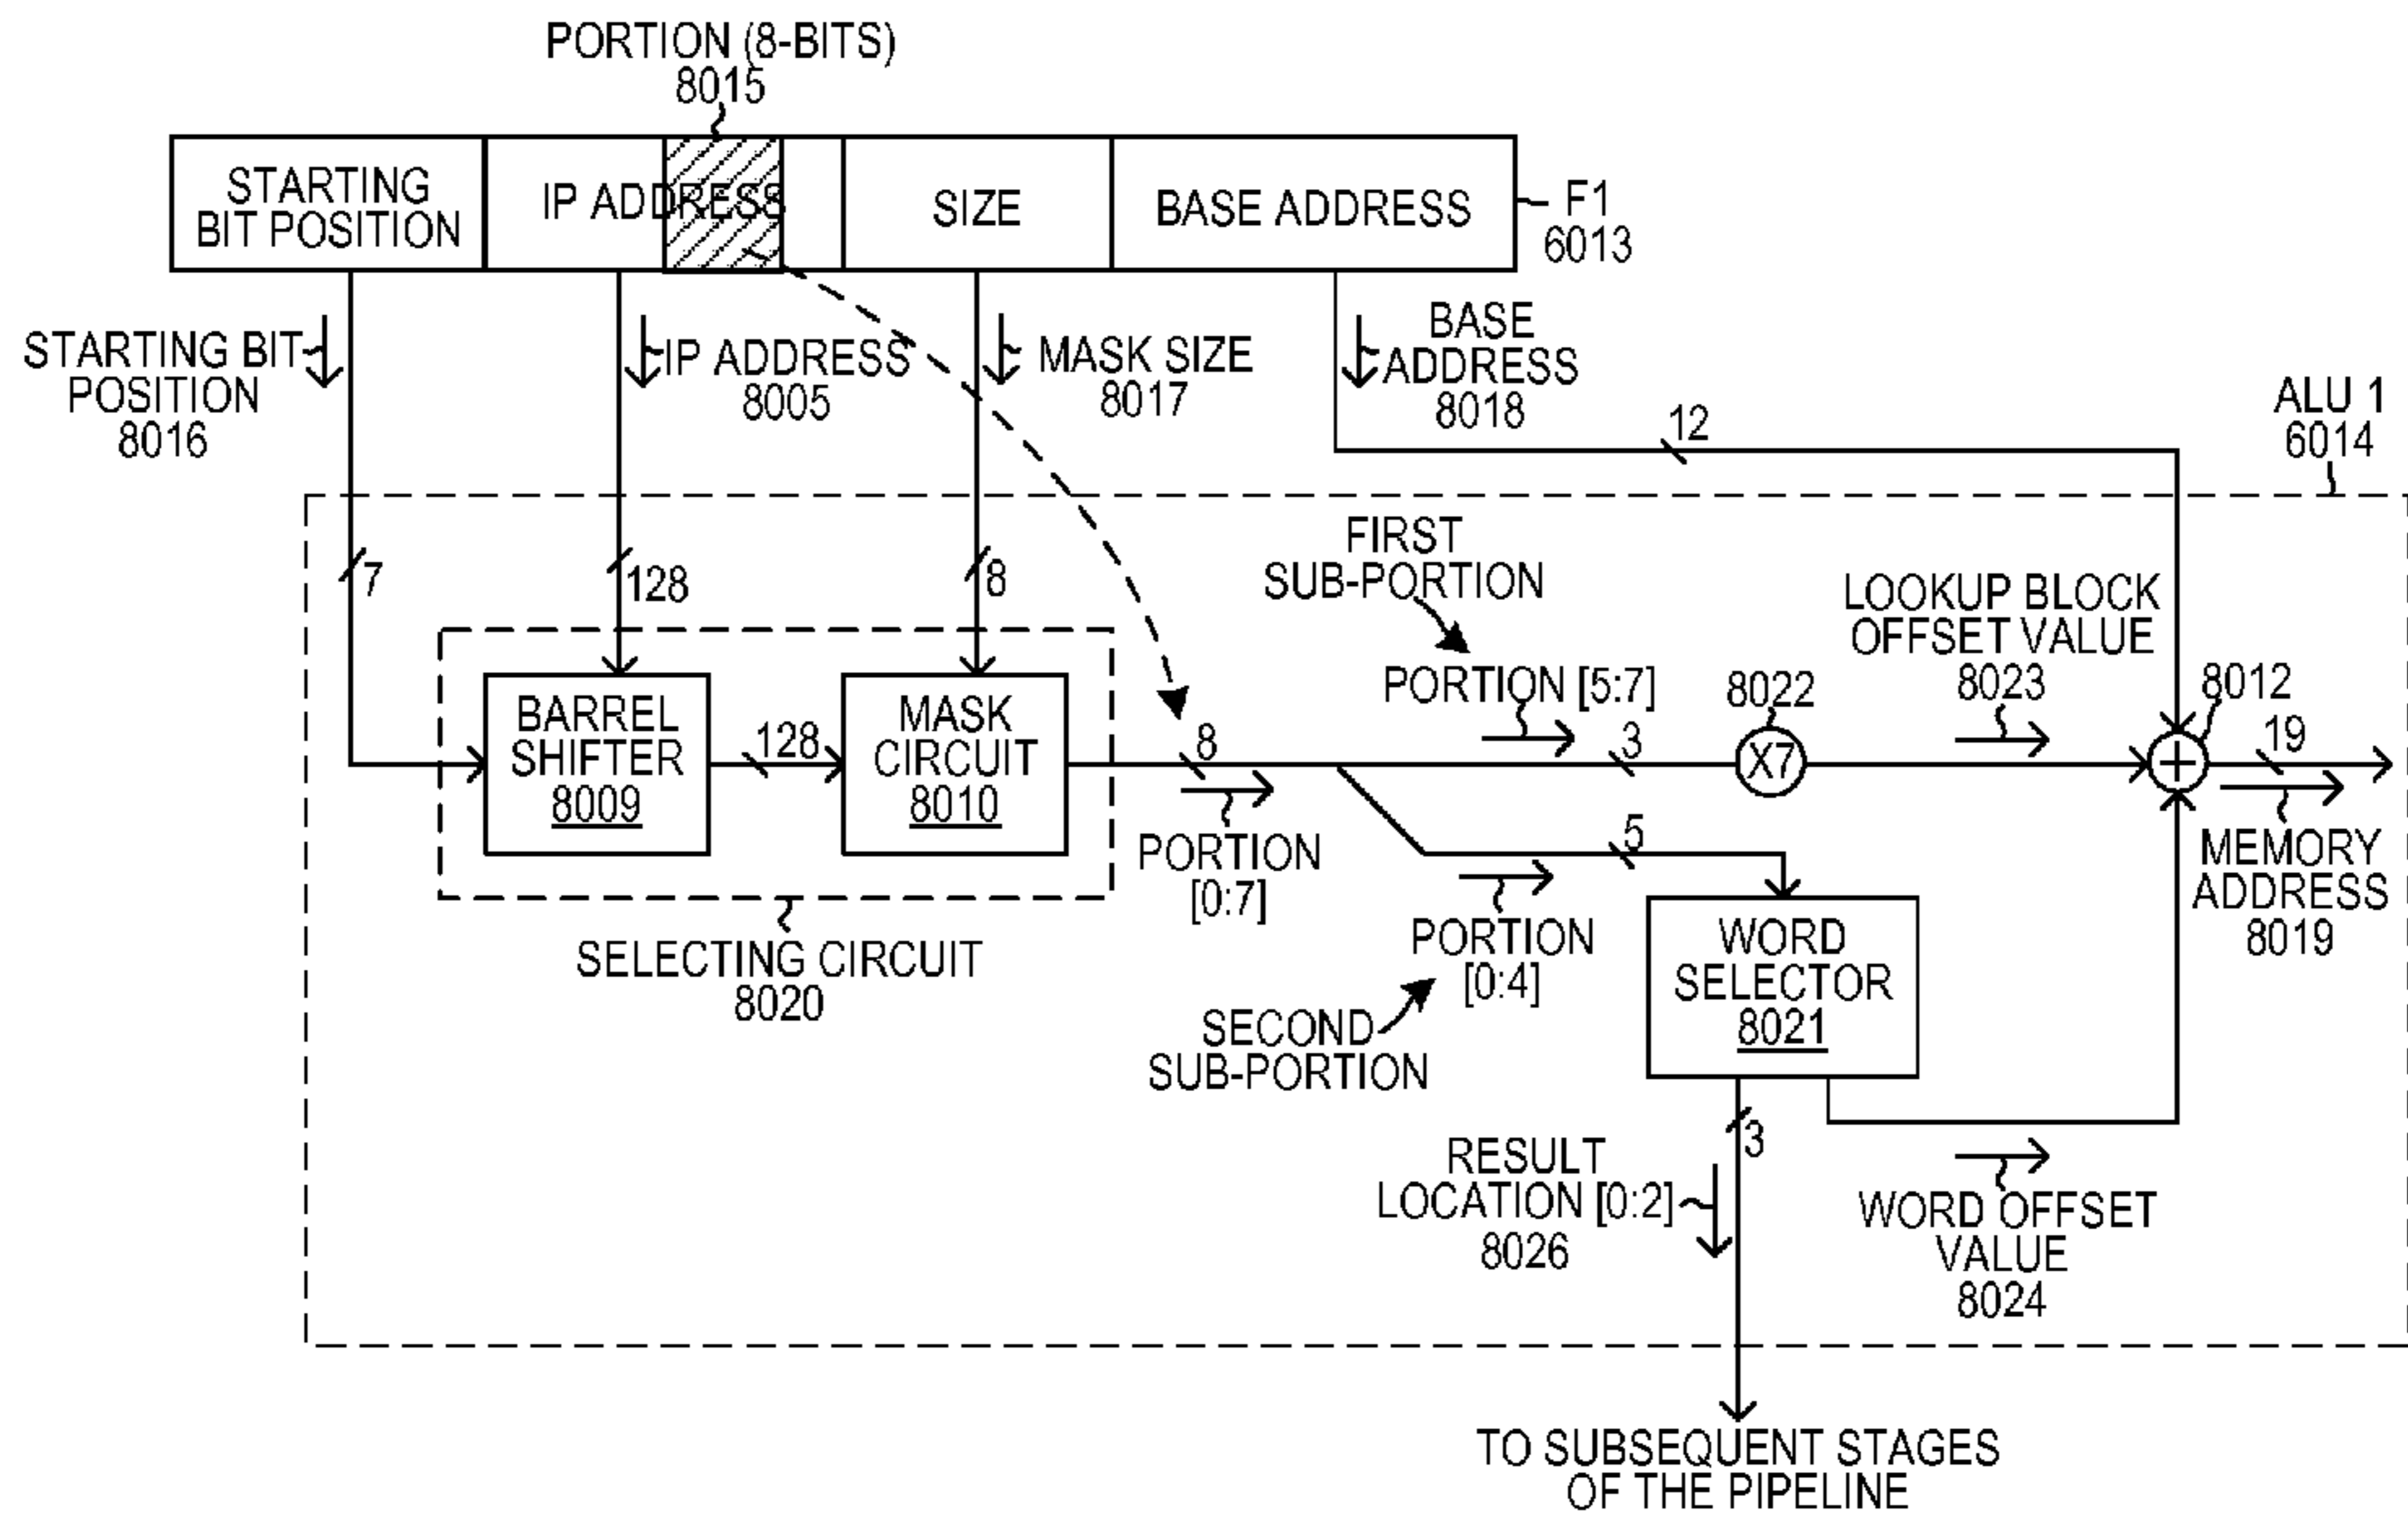 PORTION (8-BITS)
8015
STARTING
BIT POSITION
IP ADDRESS
SIZE
BASE ADDRESS
F1
6013
STARTING BIT
POSITION
8016
IP ADDRESS
8005
MASK SIZE
8017
BASE
ADDRESS
8018
12
ALU 1
6014
7
128
8
FIRST
SUB-PORTION
PORTION [5:7]
LOOKUP BLOCK
OFFSET VALUE
8023
8022
8012
BARREL
SHIFTER
8009
128
MASK
CIRCUIT
8010
8
3
X7
+
19
PORTION
[0:7]
5
MEMORY
ADDRESS
8019
SELECTING CIRCUIT
8020
PORTION
[0:4]
SECOND
SUB-PORTION
WORD
SELECTOR
8021
3
RESULT
LOCATION [0:2]
8026
WORD OFFSET
VALUE
8024
TO SUBSEQUENT STAGES
OF THE PIPELINE